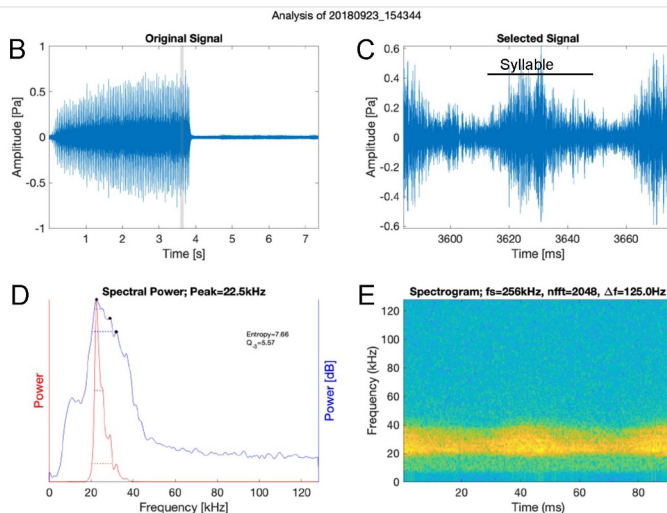 Analysis of 20180923_154344
B
Original Signal
1
0.5
0
-0.5
-1
Amplitude [Pa]
1 2 3 4 5 6 7
Time [s]
C
Selected Signal
Syllable
0.6
0.4
0.2
0
-0.2
-0.4
-0.6
Amplitude [Pa]
3600 3620 3640 3660
Time [ms]
D
Spectral Power; Peak=22.5kHz
Entropy=7.66
Q-3=5.57
Power
Power [dB]
0 20 40 60 80 100 120
Frequency [kHz]
E
Spectrogram; fs=256kHz, nfft=2048, Δf=125.0Hz
120
100
80
60
40
20
0
Frequency (kHz)
20 40 60 80
Time (ms)